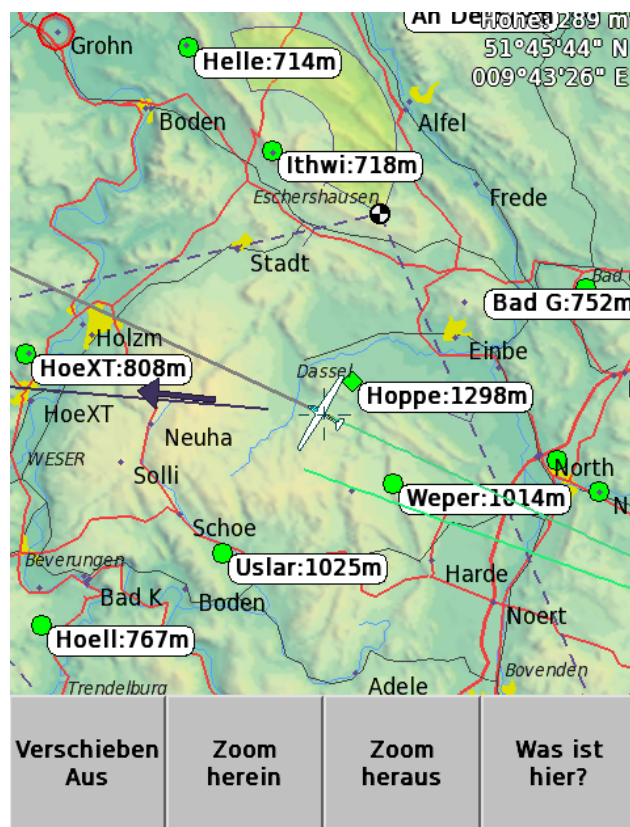 Höhe: 289 m
51°45'44" N
009°43'26" E
Grohn
Helle:714m
Boden
Alfel
Ithwi:718m
Eschershausen
Frede
Stadt
Bad
Bad G:752m
Holzm
Einbe
HoeXT:808m
Dassel
Hoppe:1298m
HoeXT
Neuha
WESER
Solli
North
Weper:1014m
N
Schoe
Uslar:1025m
Beverungen
Harde
Bad K
Boden
Noert
Hoell:767m
Bovenden
Trendelburg
Adele
Verschieben
Aus
Zoom
herein
Zoom
heraus
Was ist
hier?